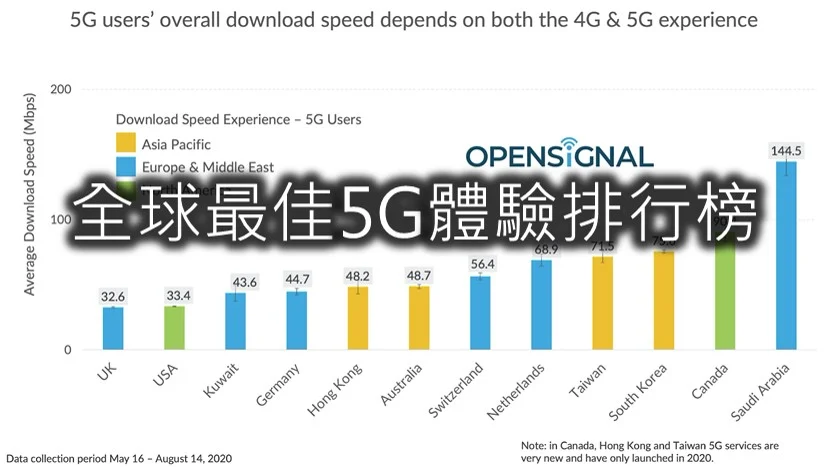 5G users’ overall download speed depends on both the 4G & 5G experience
Average Download Speed (Mbps)
200
100
0
Download Speed Experience – 5G Users
Asia Pacific
Europe & Middle East
OPENSIGNAL
全球最佳5G體驗排行榜
32.6
33.4
43.6
44.7
48.2
48.7
56.4
68.9
71.5
144.5
UK
USA
Kuwait
Germany
Hong Kong
Australia
Switzerland
Netherlands
Taiwan
South Korea
Canada
Saudi Arabia
Data collection period May 16 – August 14, 2020
Note: in Canada, Hong Kong and Taiwan 5G services are
very new and have only launched in 2020.